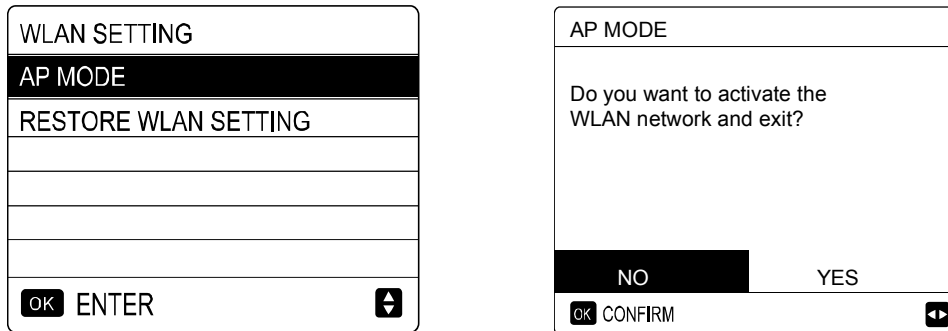 WLAN SETTING
AP MODE
RESTORE WLAN SETTING
OK ENTER
AP MODE
Do you want to activate the
WLAN network and exit?
NO YES
OK CONFIRM